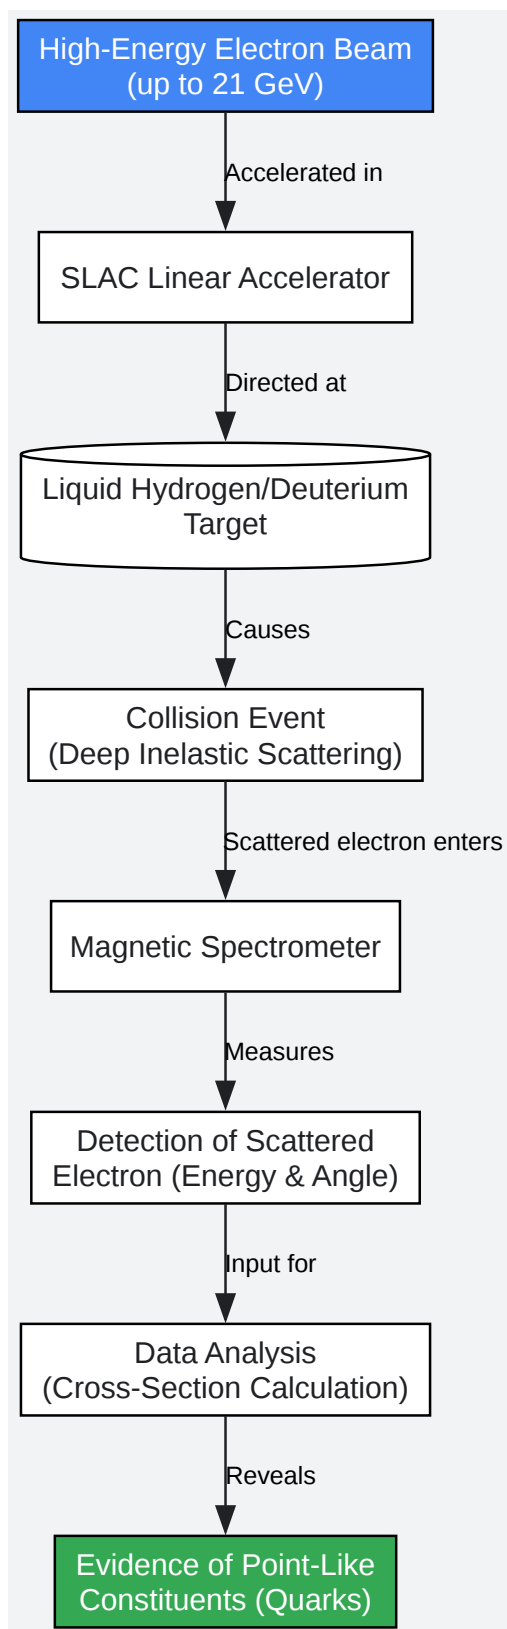 High-Energy Electron Beam
(up to 21 GeV)
Accelerated in
SLAC Linear Accelerator
Directed at
Liquid Hydrogen/Deuterium
Target
Causes
Collision Event
(Deep Inelastic Scattering)
Scattered electron enters
Magnetic Spectrometer
Measures
Detection of Scattered
Electron (Energy & Angle)
Input for
Data Analysis
(Cross-Section Calculation)
Reveals
Evidence of Point-Like
Constituents (Quarks)